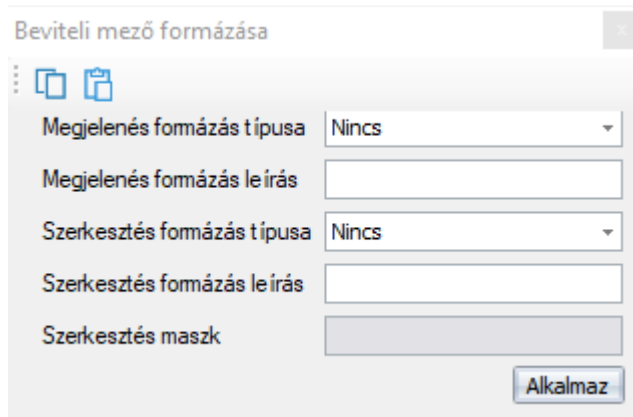 Beviteli mező formázása
Megjelenés formázás típusa Nincs
Megjelenés formázás leírás
Szerkesztés formázás típusa Nincs
Szerkesztés formázás leírás
Szerkesztés maszk
Alkalmaz